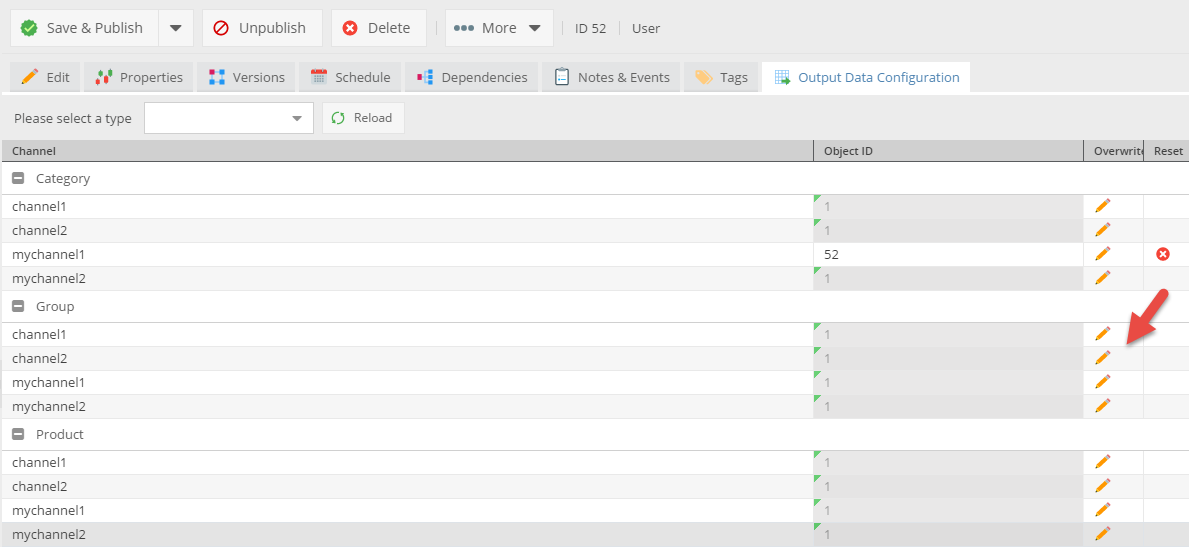 Save & Publish Unpublish Delete More ID 52 User
Edit Properties Versions Schedule Dependencies Notes & Events Tags Output Data Configuration
Please select a type Reload
Channel Object ID Overwrite Reset
Category
channel1 1
channel2 1
mychannel1 52
mychannel2 1
Group
channel1 1
channel2 1
mychannel1 1
mychannel2 1
Product
channel1 1
channel2 1
mychannel1 1
mychannel2 1